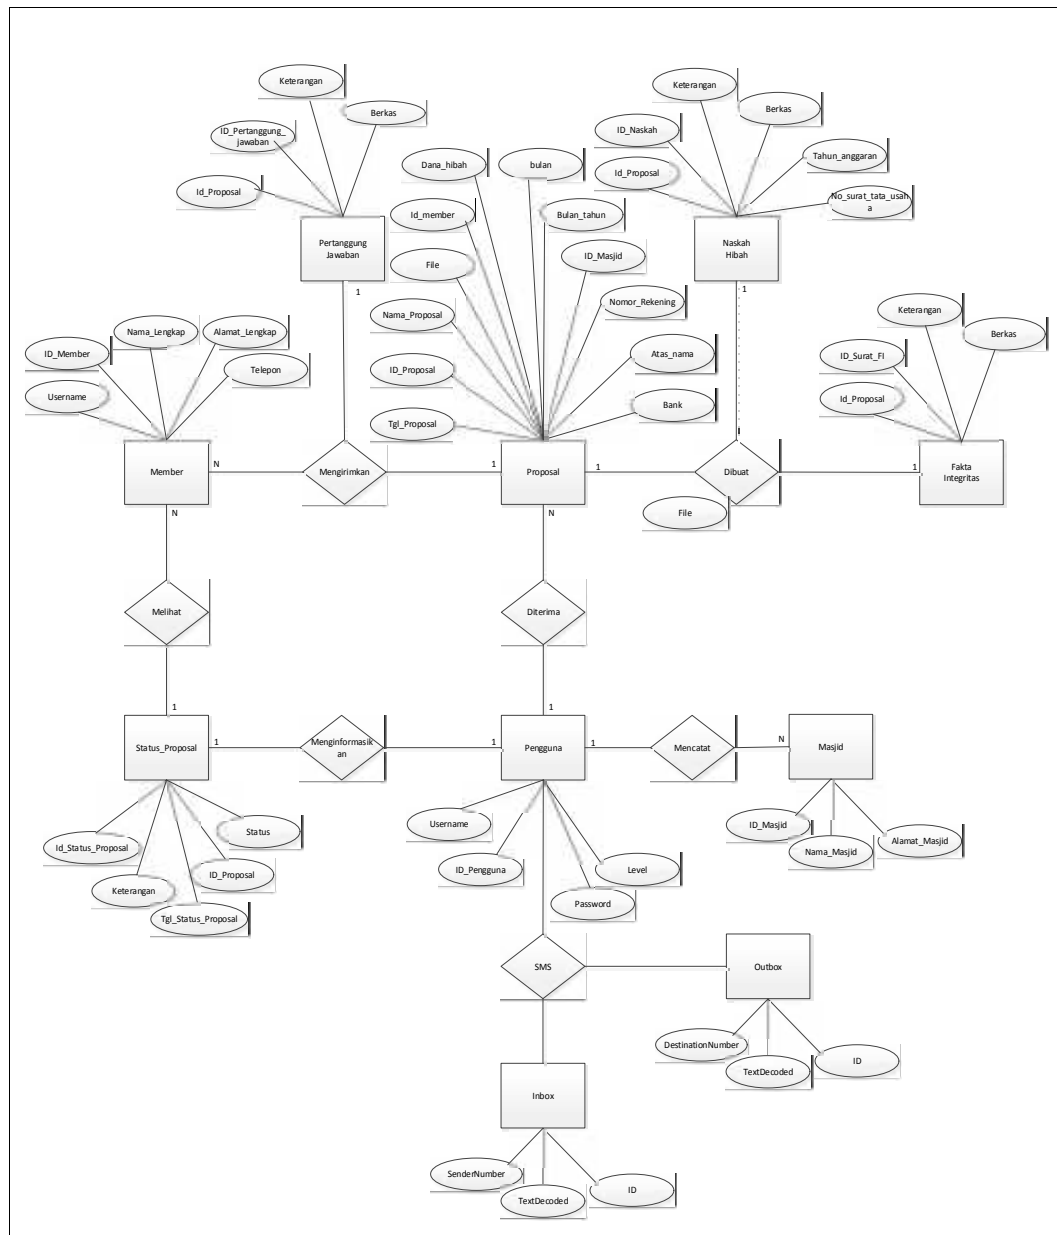 Keterangan
Berkas
ID_Pertanggung_
jawaban
Id_Proposal
Pertanggung
Jawaban
1
Dana_hibah
bulan
Id_member
Bulan_tahun
File
ID_Masjid
Nama_Proposal
Nomor_Rekening
ID_Proposal
Atas_nama
Tgl_Proposal
Bank
Keterangan
Berkas
ID_Naskah
Tahun_anggaran
Id_Proposal
No_surat_tata_usah
a
Naskah
Hibah
1
Keterangan
Berkas
ID_Surat_FI
Id_Proposal
Nama_Lengkap
Alamat_Lengkap
ID_Member
Telepon
Username
Member
N
Mengirimkan
1
Proposal
1
Dibuat
1
Fakta
Integritas
File
N
N
Melihat
Diterima
1
1
Status_Proposal
1
Menginformasik
an
1
Pengguna
1
Mencatat
N
Masjid
Id_Status_Proposal
Status
Keterangan
ID_Proposal
Tgl_Status_Proposal
Username
ID_Pengguna
Level
Password
ID_Masjid
Nama_Masjid
Alamat_Masjid
SMS
Outbox
DestinationNumber
TextDecoded
ID
Inbox
SenderNumber
TextDecoded
ID